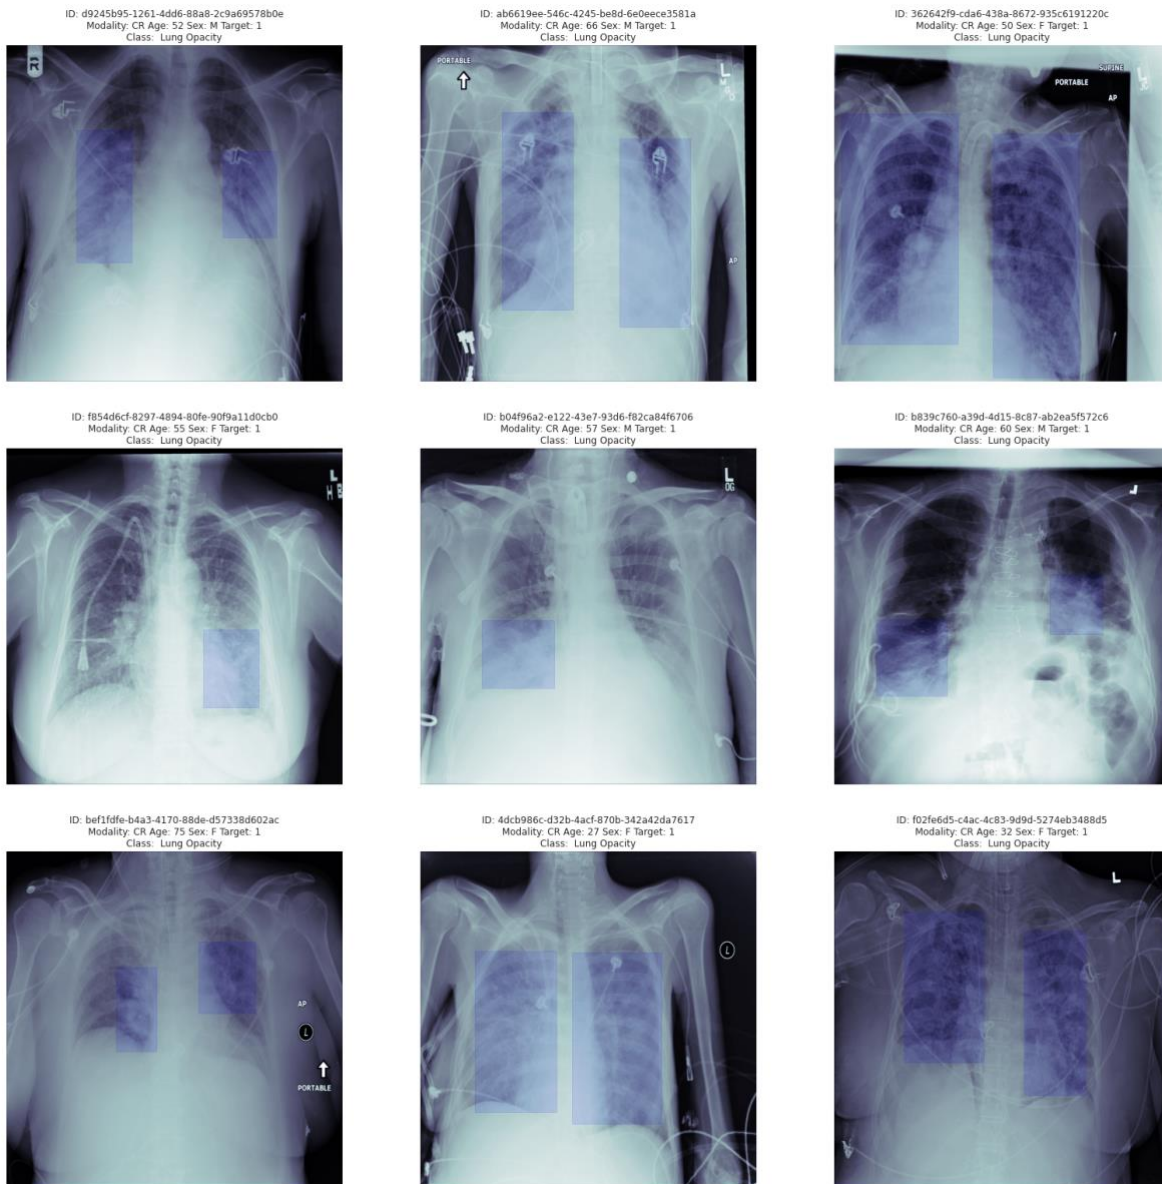 ID: d9245b95-1261-4dd6-88a8-2c9a69578b0e
Modality: CR Age: 52 Sex: M Target: 1
Class: Lung Opacity
R
ID: ab6619ee-546c-4245-be8d-6e0eece3581a
Modality: CR Age: 66 Sex: M Target: 1
Class: Lung Opacity
PORTABLE
L
AP
ID: 362642f9-cda6-438a-8672-935c6191220c
Modality: CR Age: 50 Sex: F Target: 1
Class: Lung Opacity
SUPINE
PORTABLE
AP
L
ID: f854d6cf-8297-4894-80fe-90f9a11d0cb0
Modality: CR Age: 55 Sex: F Target: 1
Class: Lung Opacity
L
ID: b04f96a2-e122-43e7-93d6-f82ca84f6706
Modality: CR Age: 57 Sex: M Target: 1
Class: Lung Opacity
L
OG
ID: b839c760-a39d-4d15-8c87-ab2ea5f572c6
Modality: CR Age: 60 Sex: M Target: 1
Class: Lung Opacity
ID: bef1fdfe-b4a3-4170-88de-d57338d602ac
Modality: CR Age: 75 Sex: F Target: 1
Class: Lung Opacity
AP
L
PORTABLE
ID: 4dcb986c-d32b-4acf-870b-342a42da7617
Modality: CR Age: 27 Sex: F Target: 1
Class: Lung Opacity
L
ID: f02fe6d5-c4ac-4c83-9d9d-5274eb3488d5
Modality: CR Age: 32 Sex: F Target: 1
Class: Lung Opacity
L